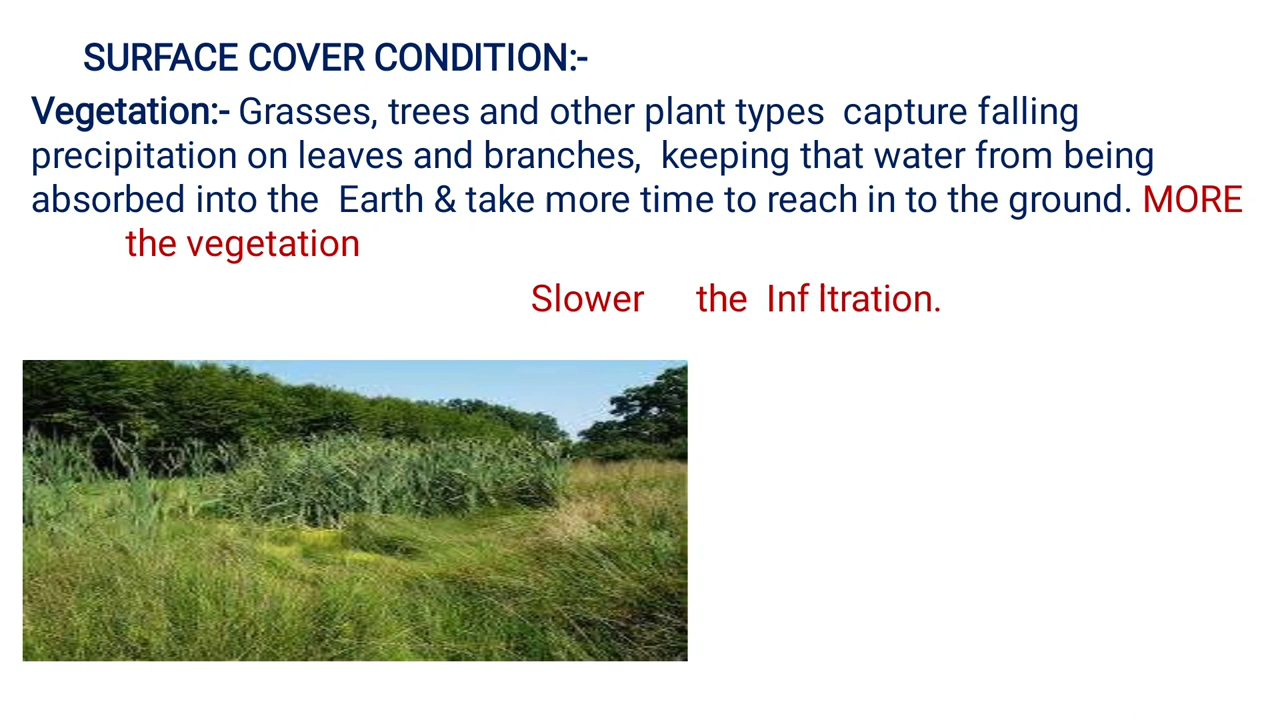 SURFACE COVER CONDITION:-
Vegetation:- Grasses, trees and other plant types capture falling
precipitation on leaves and branches, keeping that water from being
absorbed into the Earth & take more time to reach in to the ground. MORE
the vegetation
Slower the Inf ltration.